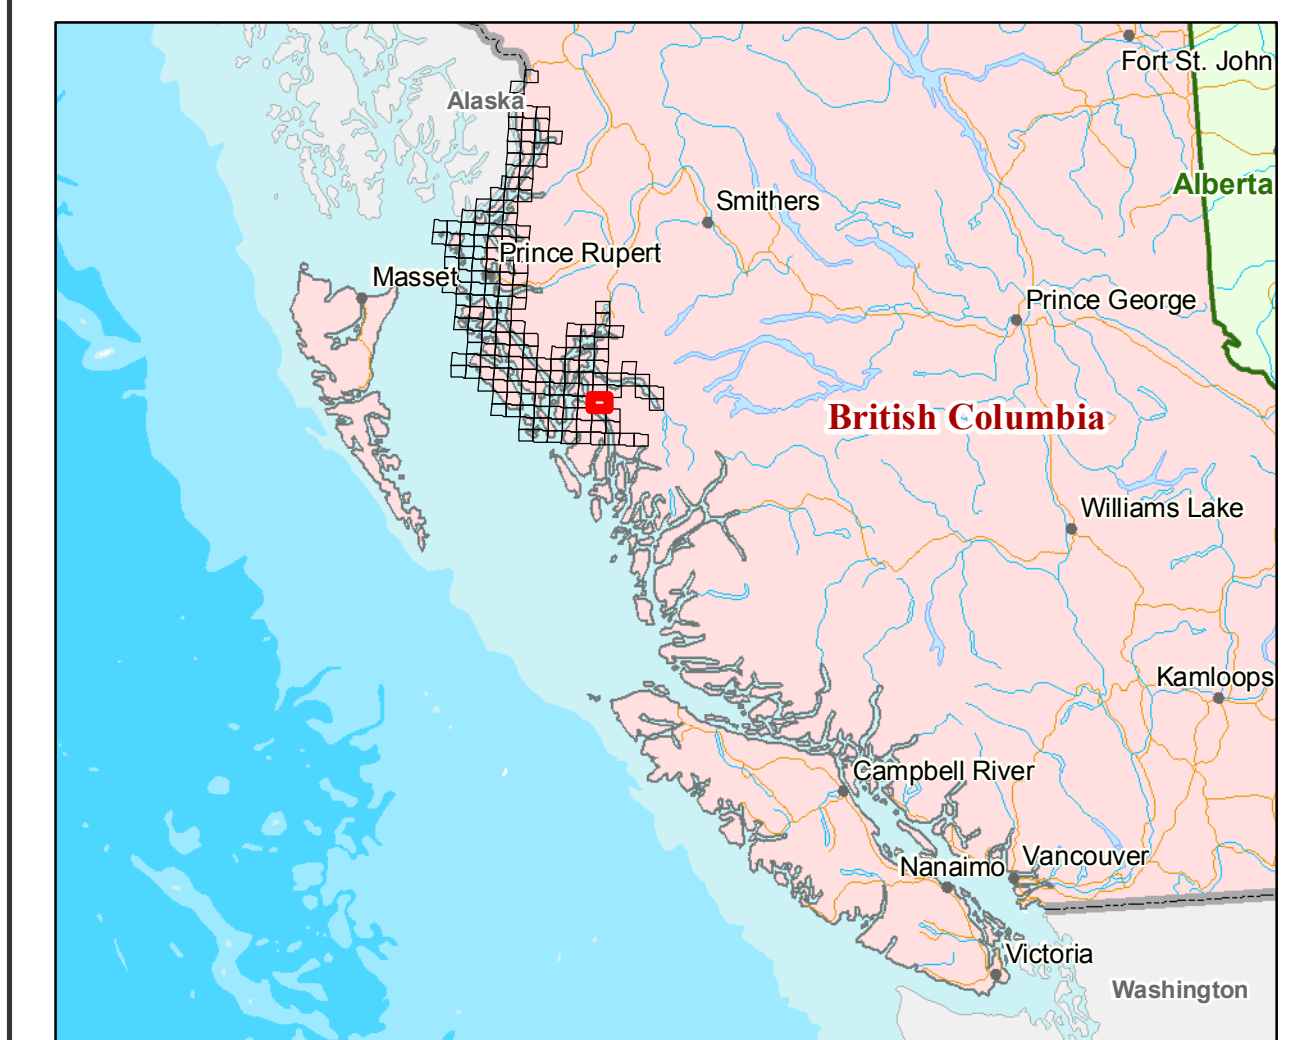 Fort St. John
Alaska
Alberta
Smithers
Prince Rupert
Masset
Prince George
British Columbia
Williams Lake
Kamloops
Campbell River
Vancouver
Nanaimo
Victoria
Washington